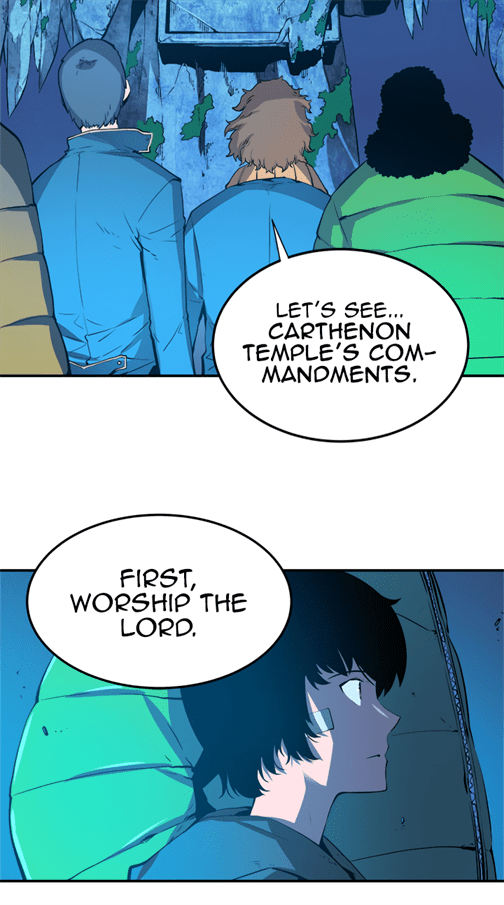 LET'S SEE...
CARTHENON
TEMPLE'S COM-
MANDMENTS.
FIRST,
WORSHIP THE
LORD.